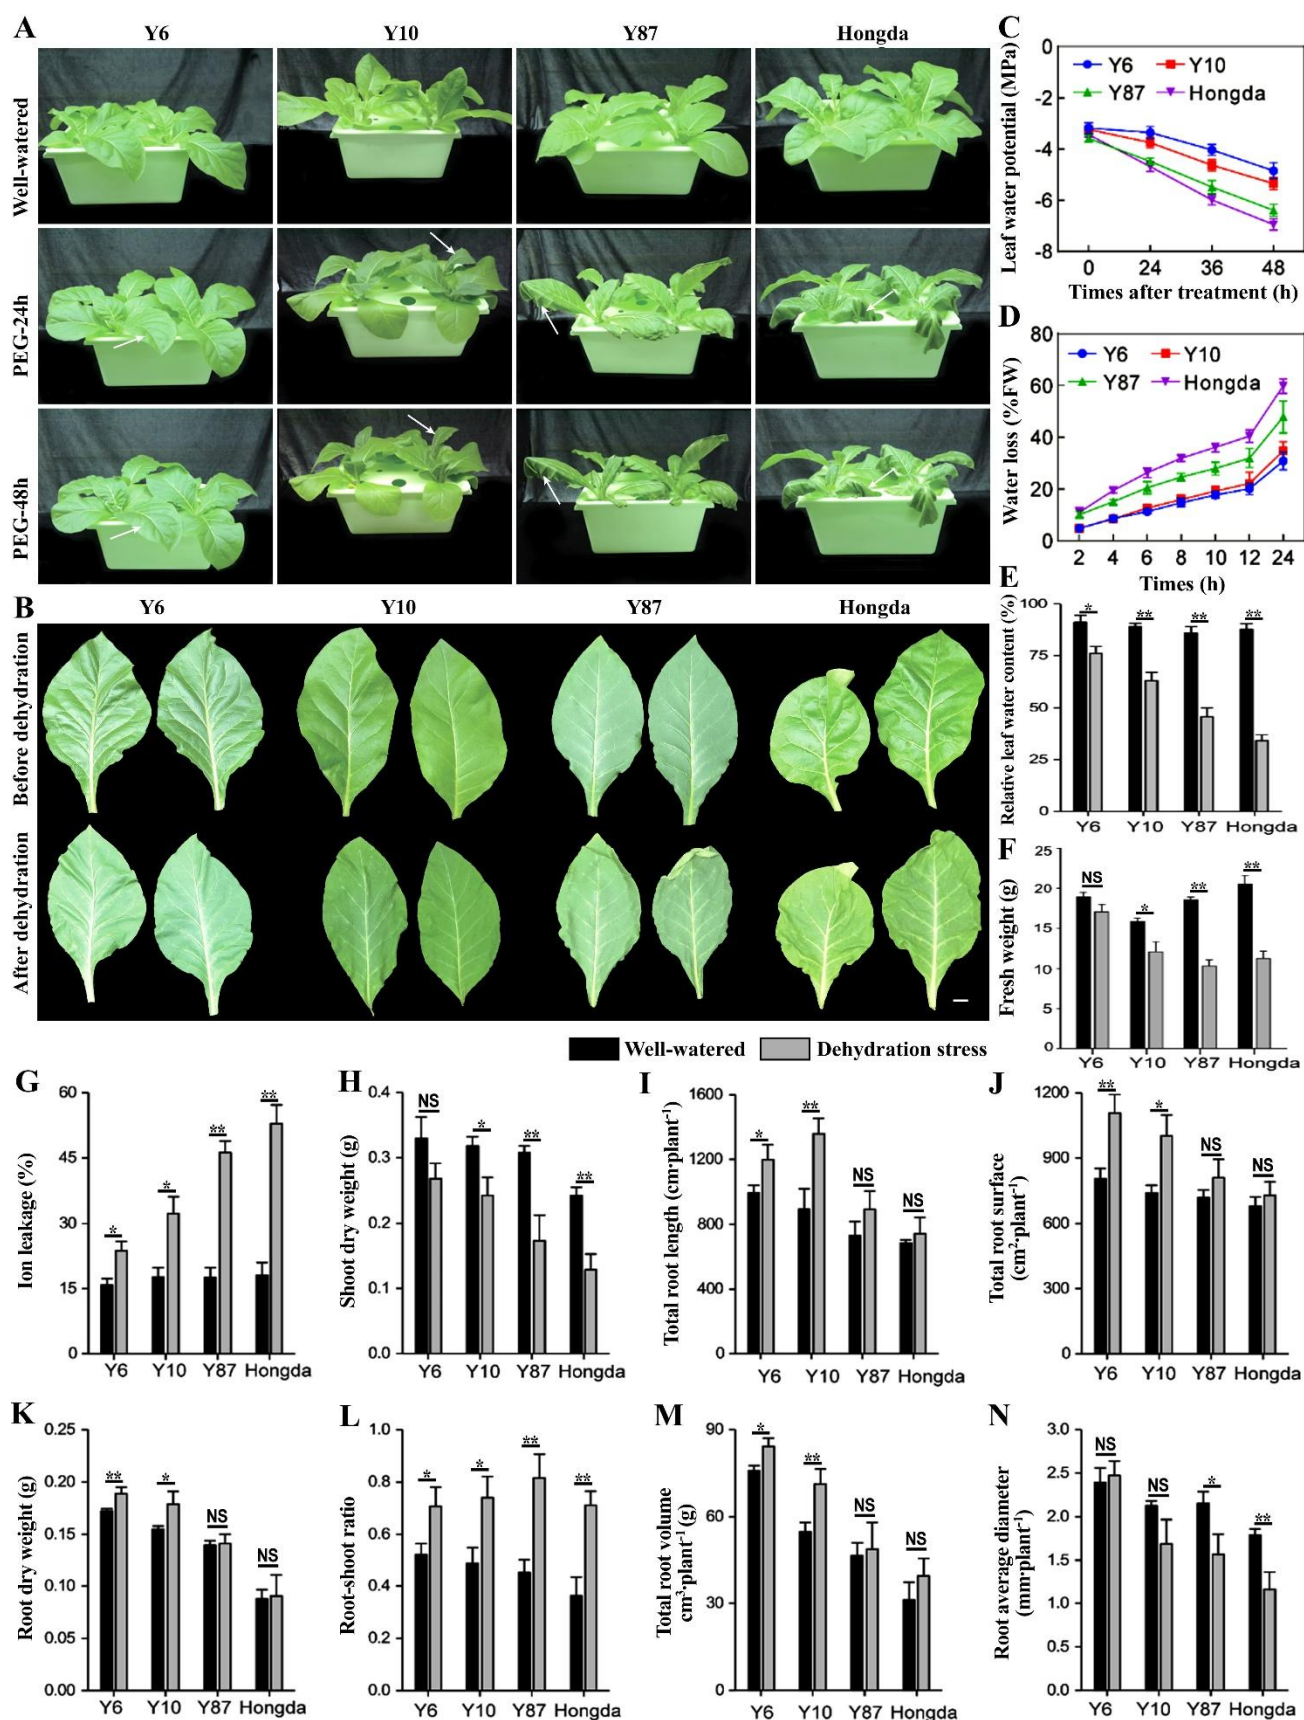 A
Y6 Y10 Y87 Hongda
Well-watered
PEG-24h
PEG-48h
B
Y6 Y10 Y87 Hongda
Before dehydration
After dehydration
C
Leaf water potential (MPa)
0
-2
-4
-6
-8
Y6 Y10
Y87 Hongda
0 24 36 48
Times after treatment (h)
D
Water loss (%FW)
80
60
40
20
0
Y6 Y10
Y87 Hongda
2 4 6 8 10 12 24
Times (h)
E
Relative leaf water content (%)
100
75
50
25
0
* ** ** **
Y6 Y10 Y87 Hongda
F
Fresh weight (g)
25
20
15
10
5
0
NS * ** **
Y6 Y10 Y87 Hongda
Well-watered Dehydration stress
G
Ion leakage (%)
60
45
30
15
0
* * ** **
Y6 Y10 Y87 Hongda
H
Shoot dry weight (g)
0.4
0.3
0.2
0.1
0.0
NS * ** **
Y6 Y10 Y87 Hongda
I
Total root length (cm·plant⁻¹)
1600
1200
800
400
0
* ** NS NS
Y6 Y10 Y87 Hongda
J
Total root surface
(cm²·plant⁻¹)
1200
900
600
300
0
** * NS NS
Y6 Y10 Y87 Hongda
K
Root dry weight (g)
0.25
0.20
0.15
0.10
0.05
0.00
** * NS NS
Y6 Y10 Y87 Hongda
L
Root-shoot ratio
1.0
0.8
0.6
0.4
0.2
0.0
* * ** **
Y6 Y10 Y87 Hongda
M
Total root volume
cm³·plant⁻¹ (g)
90
60
30
0
* ** NS NS
Y6 Y10 Y87 Hongda
N
Root average diameter
(mm·plant⁻¹)
3.0
2.5
2.0
1.5
1.0
0.5
0.0
NS NS * **
Y6 Y10 Y87 Hongda